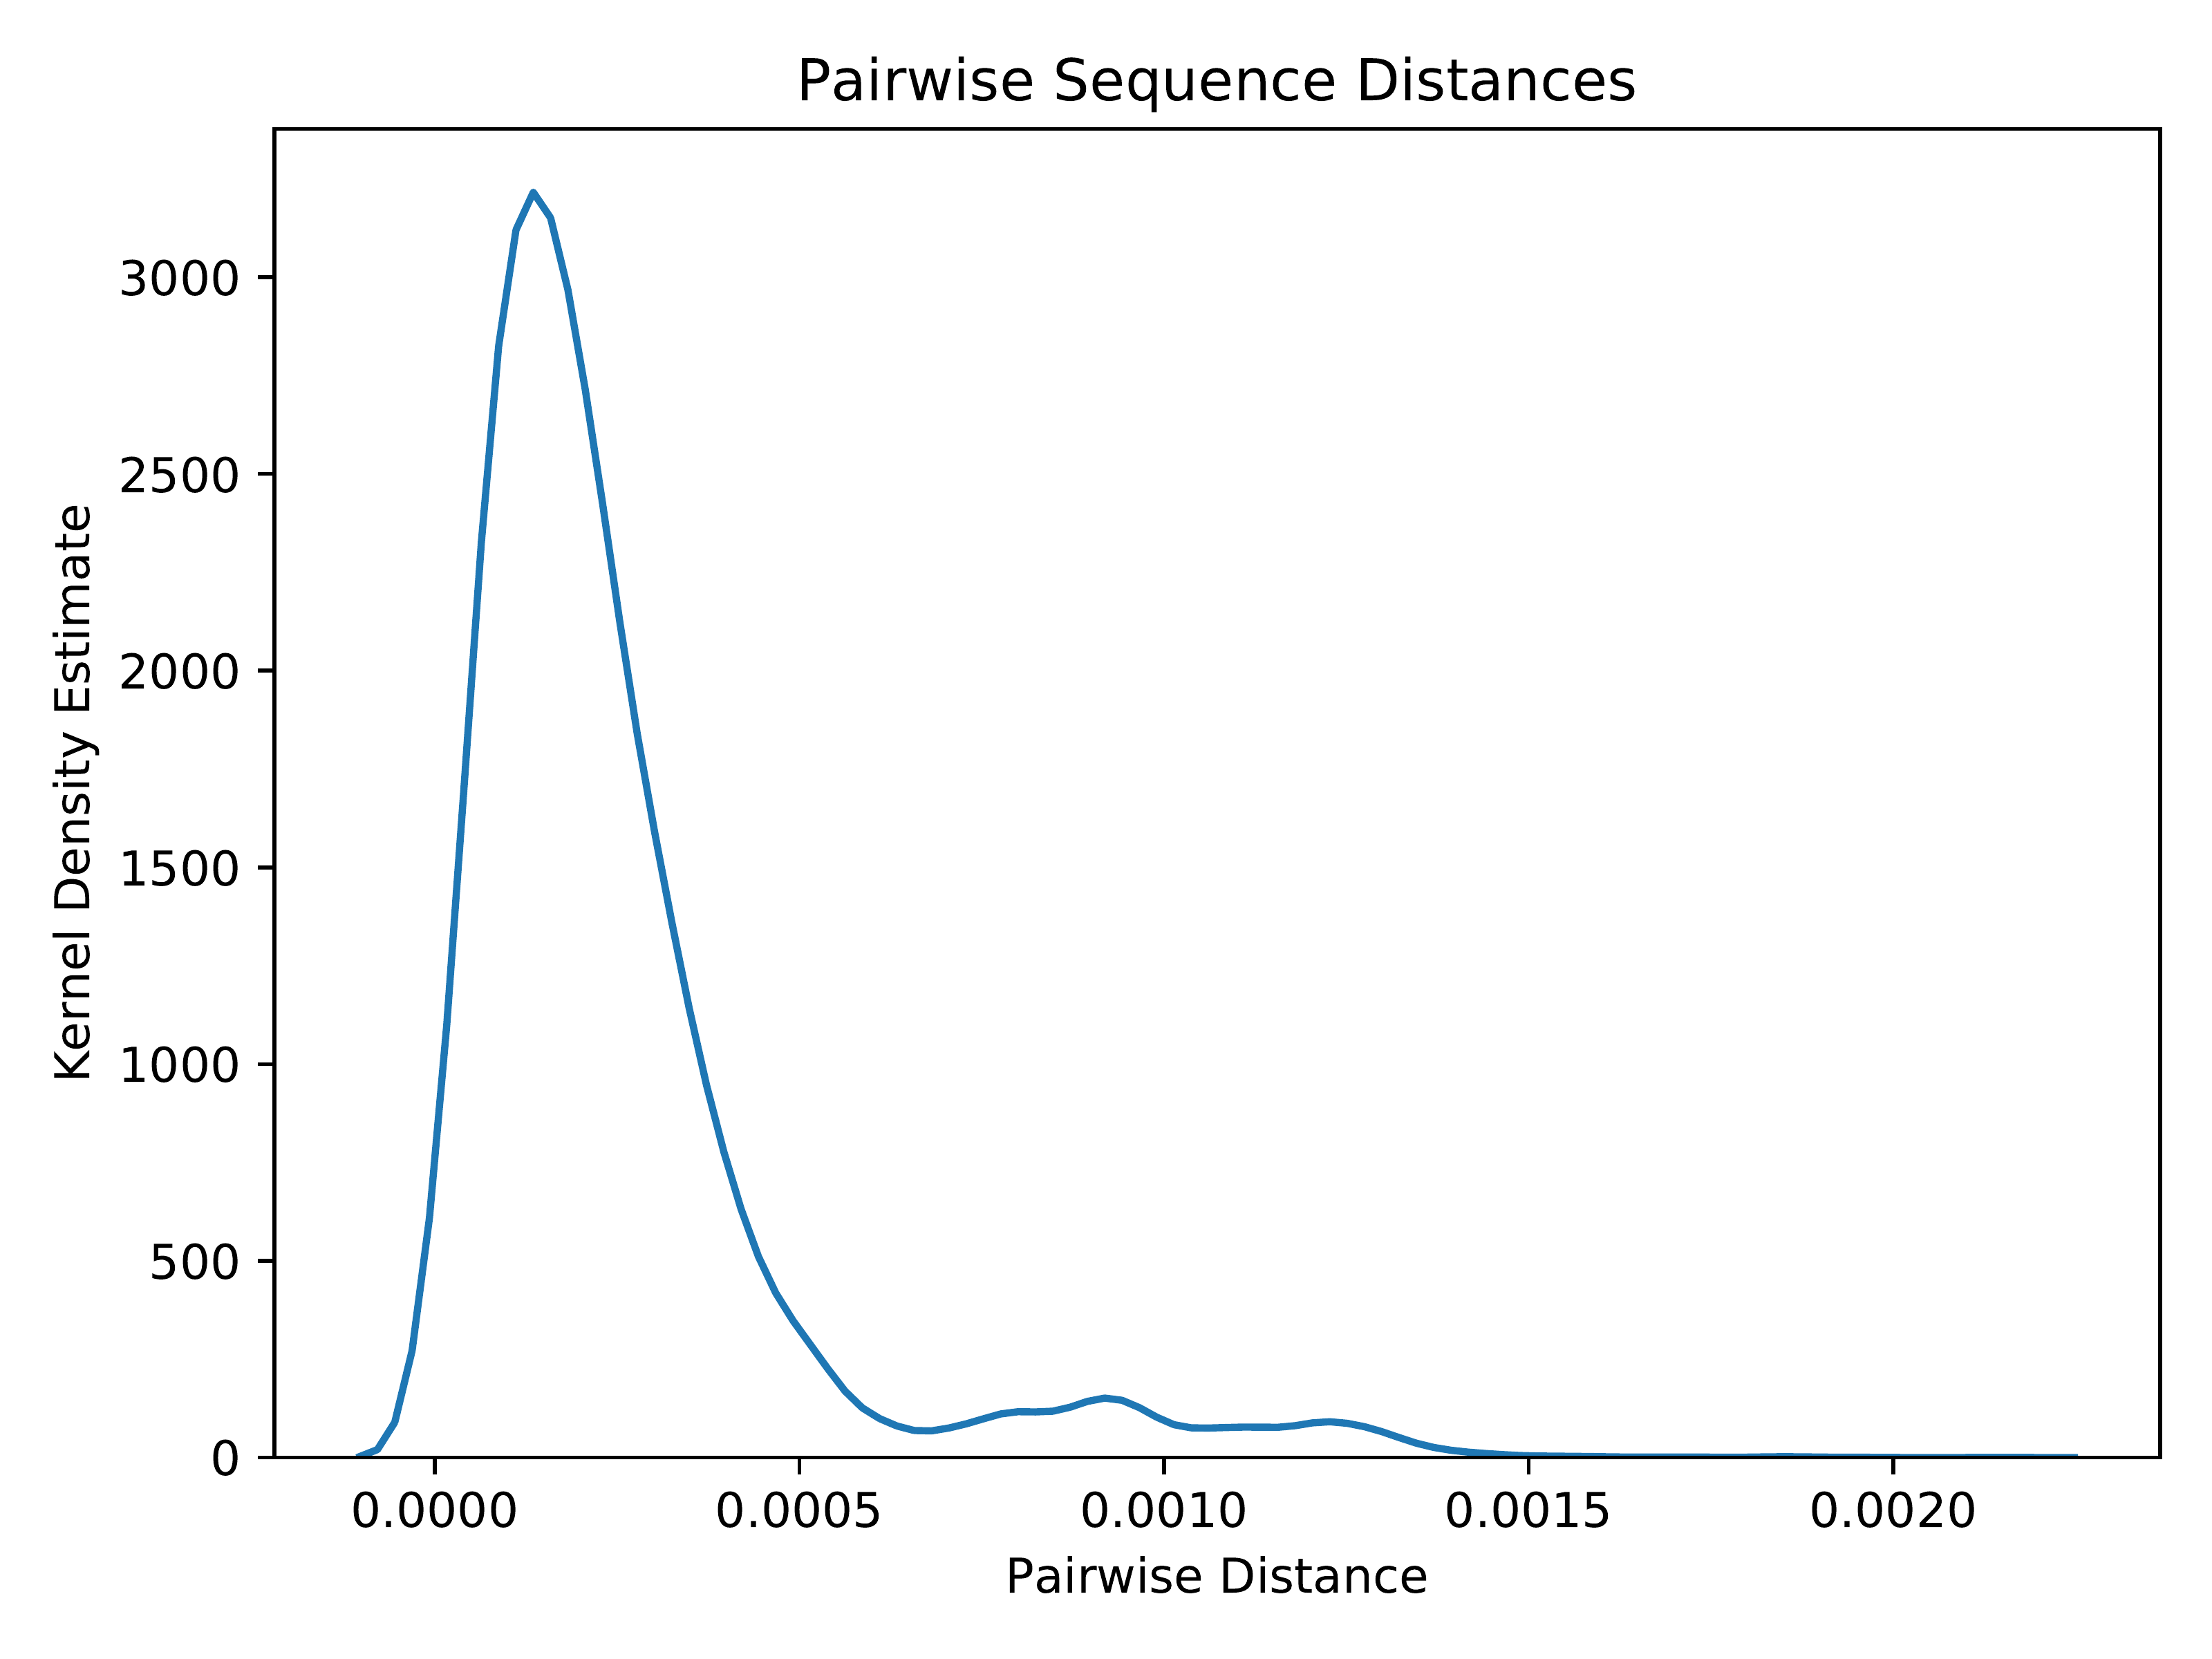 Pairwise Sequence Distances
Kernel Density Estimate
3000
2500
2000
1500
1000
500
0
0.0000 0.0005 0.0010 0.0015 0.0020
Pairwise Distance